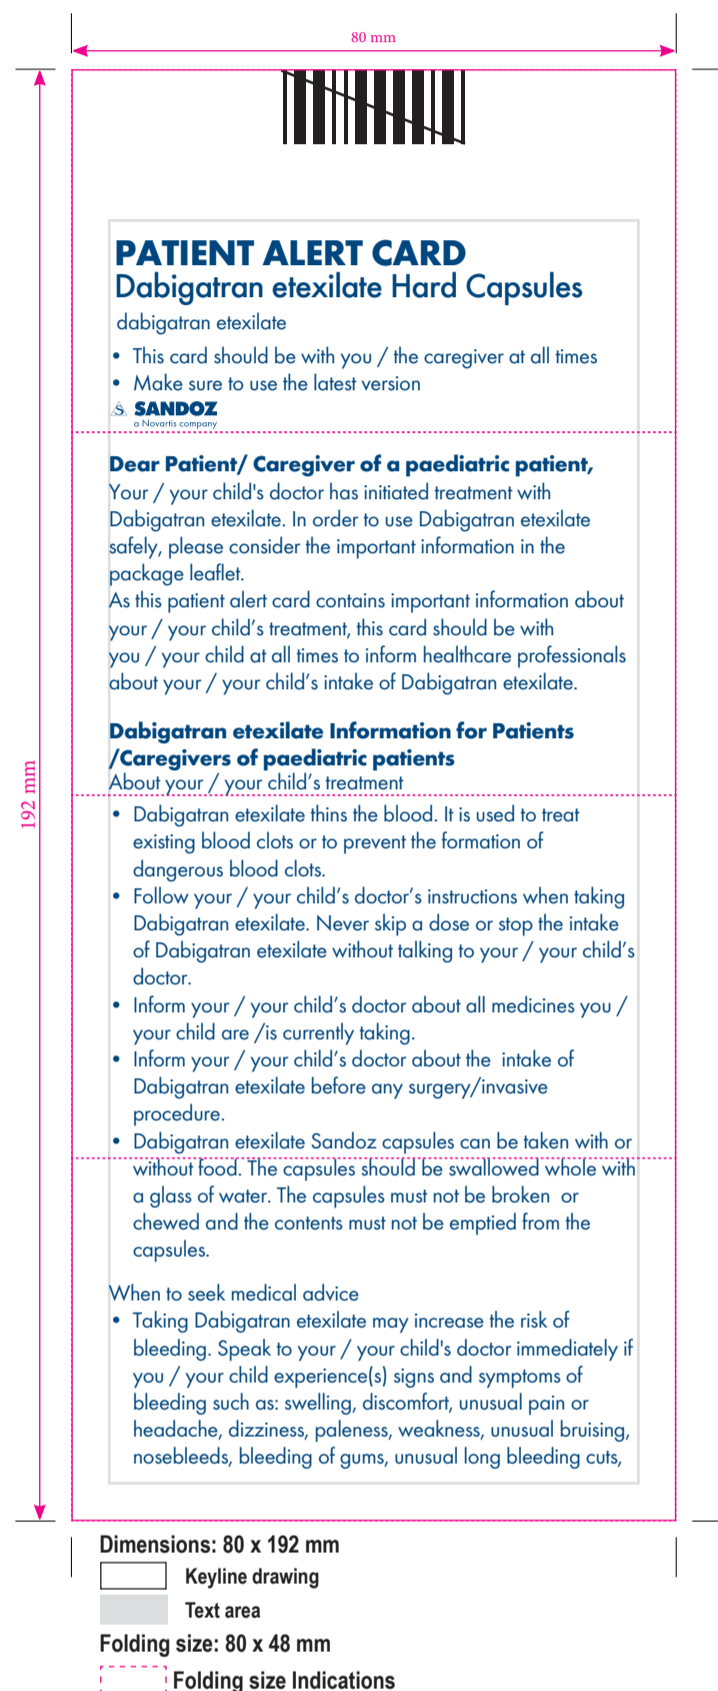 80 mm
PATIENT ALERT CARD
Dabigatran etexilate Hard Capsules
dabigatran etexilate
• This card should be with you / the caregiver at all times
• Make sure to use the latest version
S SANDOZ
a Novartis company
Dear Patient/ Caregiver of a paediatric patient,
Your / your child's doctor has initiated treatment with
Dabigatran etexilate. In order to use Dabigatran etexilate
safely, please consider the important information in the
package leaflet.
As this patient alert card contains important information about
your / your child’s treatment, this card should be with
you / your child at all times to inform healthcare professionals
about your / your child’s intake of Dabigatran etexilate.
Dabigatran etexilate Information for Patients
/Caregivers of paediatric patients
About your / your child’s treatment
192 mm
• Dabigatran etexilate thins the blood. It is used to treat
existing blood clots or to prevent the formation of
dangerous blood clots.
• Follow your / your child’s doctor’s instructions when taking
Dabigatran etexilate. Never skip a dose or stop the intake
of Dabigatran etexilate without talking to your / your child’s
doctor.
• Inform your / your child’s doctor about all medicines you /
your child are /is currently taking.
• Inform your / your child’s doctor about the  intake of
Dabigatran etexilate before any surgery/invasive
procedure.
• Dabigatran etexilate Sandoz capsules can be taken with or
without food. The capsules should be swallowed whole with
a glass of water. The capsules must not be broken  or
chewed and the contents must not be emptied from the
capsules.
When to seek medical advice
• Taking Dabigatran etexilate may increase the risk of
bleeding. Speak to your / your child's doctor immediately if
you / your child experience(s) signs and symptoms of
bleeding such as: swelling, discomfort, unusual pain or
headache, dizziness, paleness, weakness, unusual bruising,
nosebleeds, bleeding of gums, unusual long bleeding cuts,
Dimensions: 80 x 192 mm
Keyline drawing
Text area
Folding size: 80 x 48 mm
Folding size Indications